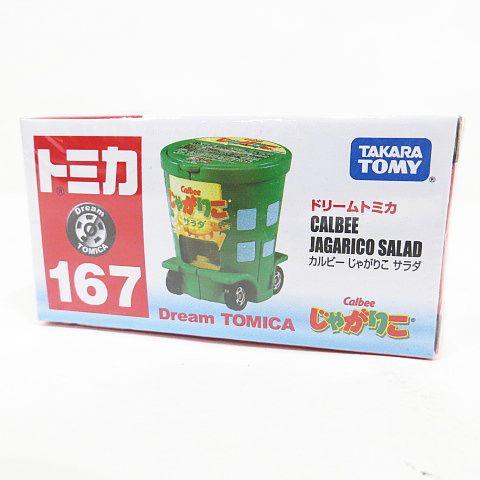 トミカ
Dream
TOMICA
167
Calbee
じゃがりこ
サラダ
Dream TOMICA
TAKARA
TOMY
ドリームトミカ
CALBEE
JAGARICO SALAD
カルビー じゃがりこ サラダ
Calbee
じゃがりこ